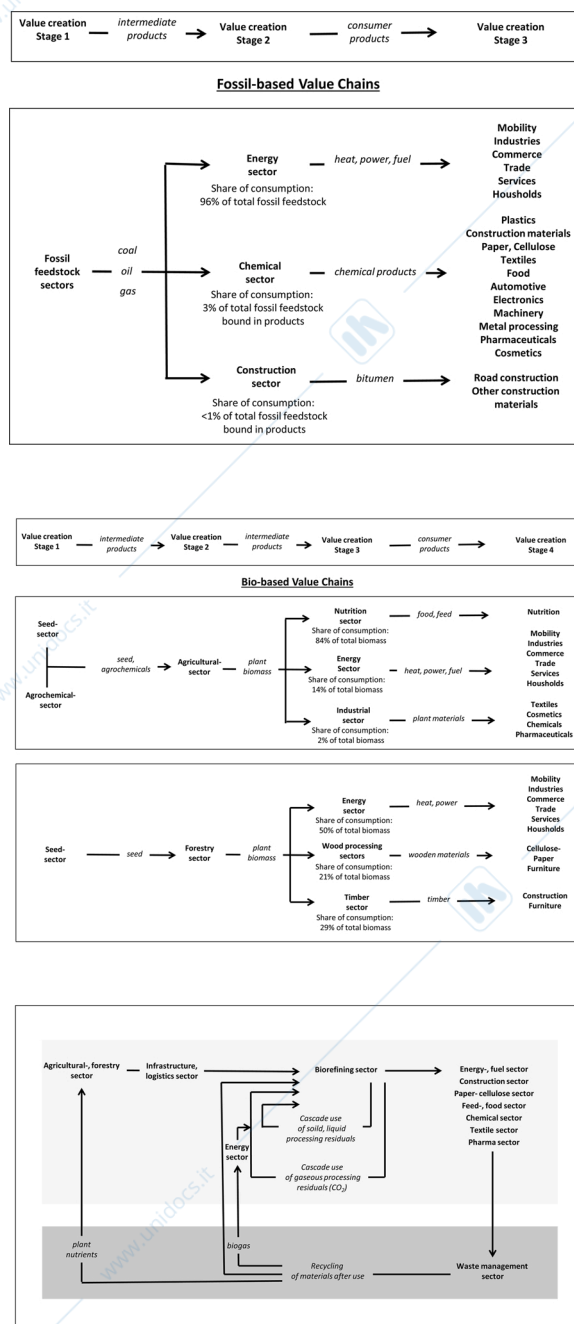 Value creation
Stage 1
intermediate
products
Value creation
Stage 2
consumer
products
Value creation
Stage 3
Fossil-based Value Chains
Fossil
feedstock
sectors
coal
oil
gas
Energy
sector
Share of consumption:
96% of total fossil feedstock
heat, power, fuel
Mobility
Industries
Commerce
Trade
Services
Housholds
Chemical
sector
Share of consumption:
3% of total fossil feedstock
bound in products
chemical products
Plastics
Construction materials
Paper, Cellulose
Textiles
Food
Automotive
Electronics
Machinery
Metal processing
Pharmaceuticals
Cosmetics
Construction
sector
Share of consumption:
<1% of total fossil feedstock
bound in products
bitumen
Road construction
Other construction
materials
Value creation
Stage 1
intermediate
products
Value creation
Stage 2
intermediate
products
Value creation
Stage 3
consumer
products
Value creation
Stage 4
Bio-based Value Chains
Seed-
sector
Agrochemical-
sector
seed,
agrochemicals
Agricultural-
sector
plant
biomass
Nutrition
sector
Share of consumption:
84% of total biomass
food, feed
Nutrition
Energy
Sector
Share of consumption:
14% of total biomass
heat, power, fuel
Mobility
Industries
Commerce
Trade
Services
Housholds
Industrial
sector
Share of consumption:
2% of total biomass
plant materials
Textiles
Cosmetics
Chemicals
Pharmaceuticals
Seed-
sector
seed
Forestry
sector
plant
biomass
Energy
sector
Share of consumption:
50% of total biomass
heat, power
Mobility
Industries
Commerce
Trade
Services
Housholds
Wood processing
sectors
Share of consumption:
21% of total biomass
wooden materials
Cellulose-
Paper
Furniture
Timber
sector
Share of consumption:
29% of total biomass
timber
Construction
Furniture
Agricultural-, forestry
sector
Infrastructure,
logistics sector
Biorefining sector
Energy-, fuel sector
Construction sector
Paper- cellulose sector
Feed-, food sector
Chemical sector
Textile sector
Pharma sector
Cascade use
of soild, liquid
processing residuals
Energy
sector
Cascade use
of gaseous processing
residuals (CO₂)
plant
nutrients
biogas
Recycling
of materials after use
Waste management
sector
www.unidocs.it
www.unidocs.it